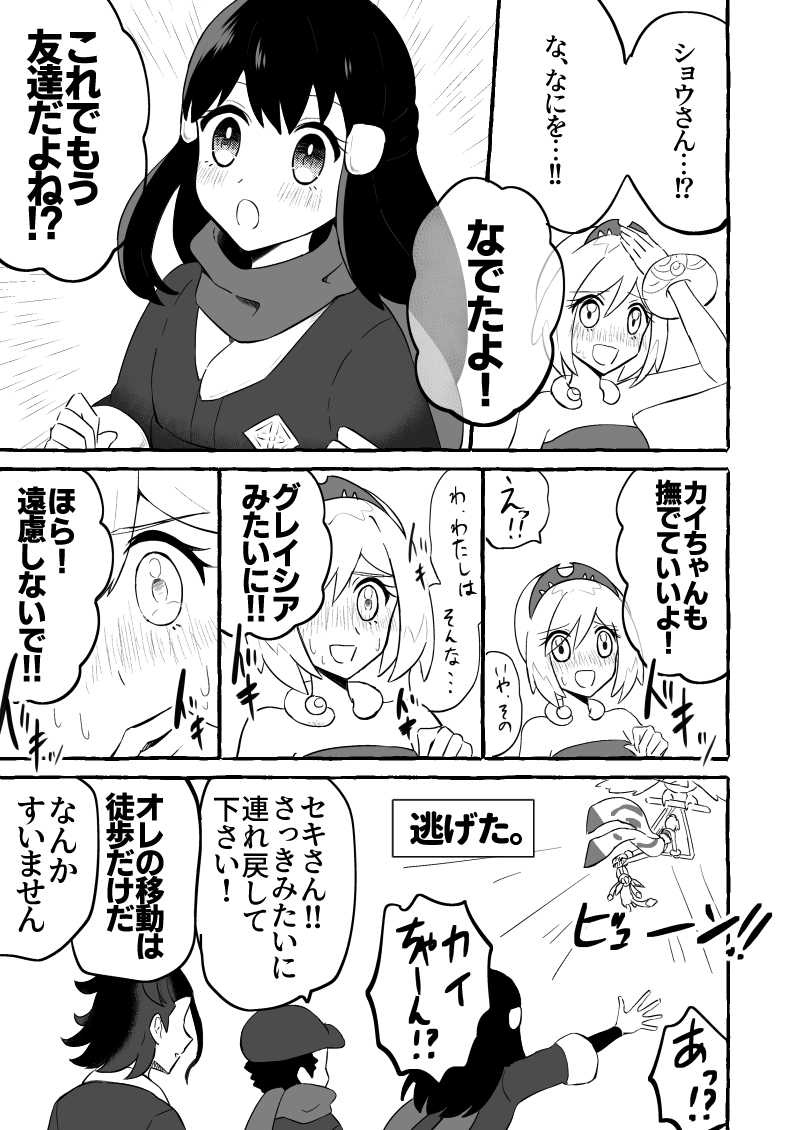 ショウさん…!?
な、なにを…!!
なでたよ！
これでもう
友達だよね!?
カイちゃんも
撫でていいよ！
え!?
いや、その
ドキッ
わ、わたしは
そんな、、、
グレイシア
みたいに!!
ドキッ
ほら！
遠慮しないで!!
ドキッ
逃げた。
ビューン!!
あっ!?
カイ
ちゃーん!?
セキさん!!
さっきみたいに
連れ戻して
下さい！
オレの移動は
徒歩だけだ
なんか
すいません